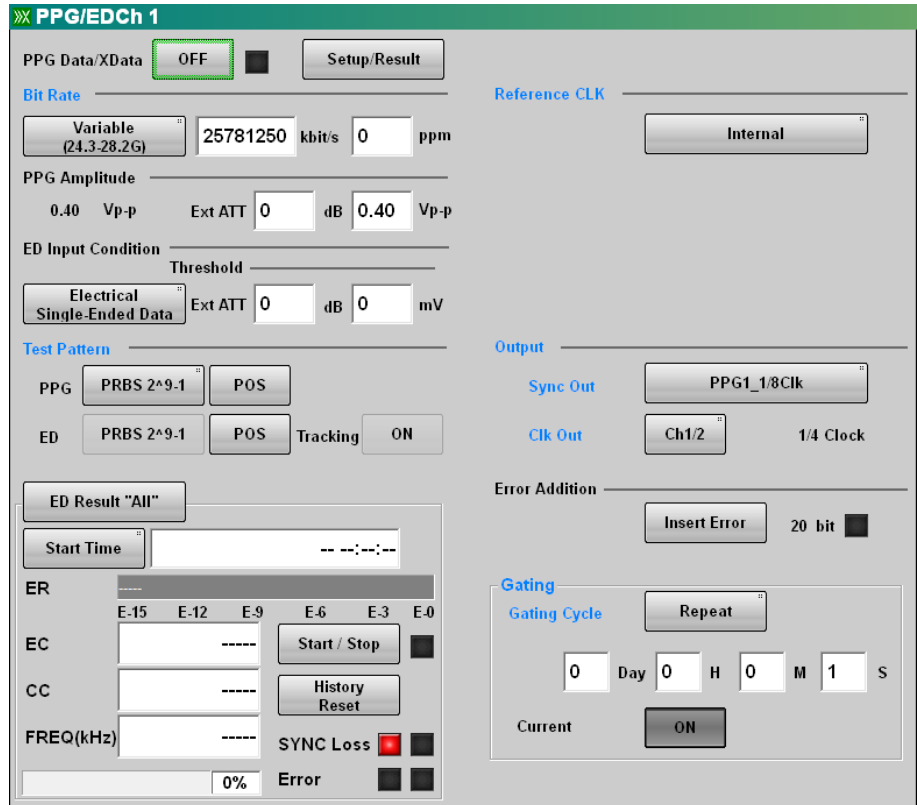 PPG/EDCh 1
PPG Data/XData OFF Setup/Result
Bit Rate
Variable
(24.3-28.2G)
25781250 kbit/s 0 ppm
PPG Amplitude
0.40 Vp-p Ext ATT 0 dB 0.40 Vp-p
ED Input Condition
Threshold
Electrical
Single-Ended Data
Ext ATT 0 dB 0 mV
Test Pattern
PPG PRBS 2^9-1 POS
ED PRBS 2^9-1 POS Tracking ON
ED Result "All"
Start Time -- --:--:--
ER -----
E-15 E-12 E-9 E-6 E-3 E-0
EC ----- Start / Stop
CC ----- History
Reset
FREQ(kHz) ----- SYNC Loss
0% Error
Reference CLK
Internal
Output
Sync Out PPG1_1/8Clk
Clk Out Ch1/2 1/4 Clock
Error Addition
Insert Error 20 bit
Gating
Gating Cycle Repeat
0 Day 0 H 0 M 1 S
Current ON